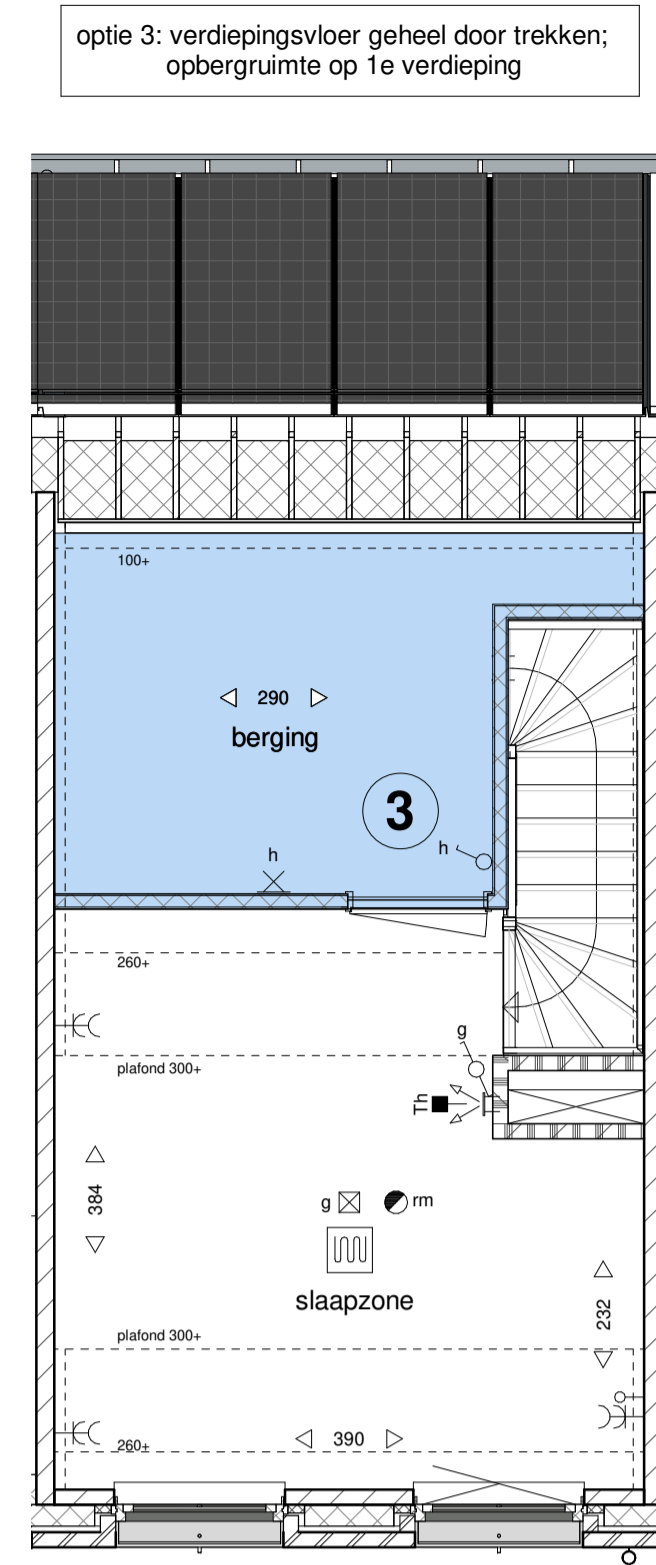 optie 3: verdiepingsvloer geheel door trekken;
opbergruimte op 1e verdieping
100+
290
berging
3
h
h
260+
g
plafond 300+
Th
384
g
rm
232
slaapzone
plafond 300+
390
260+